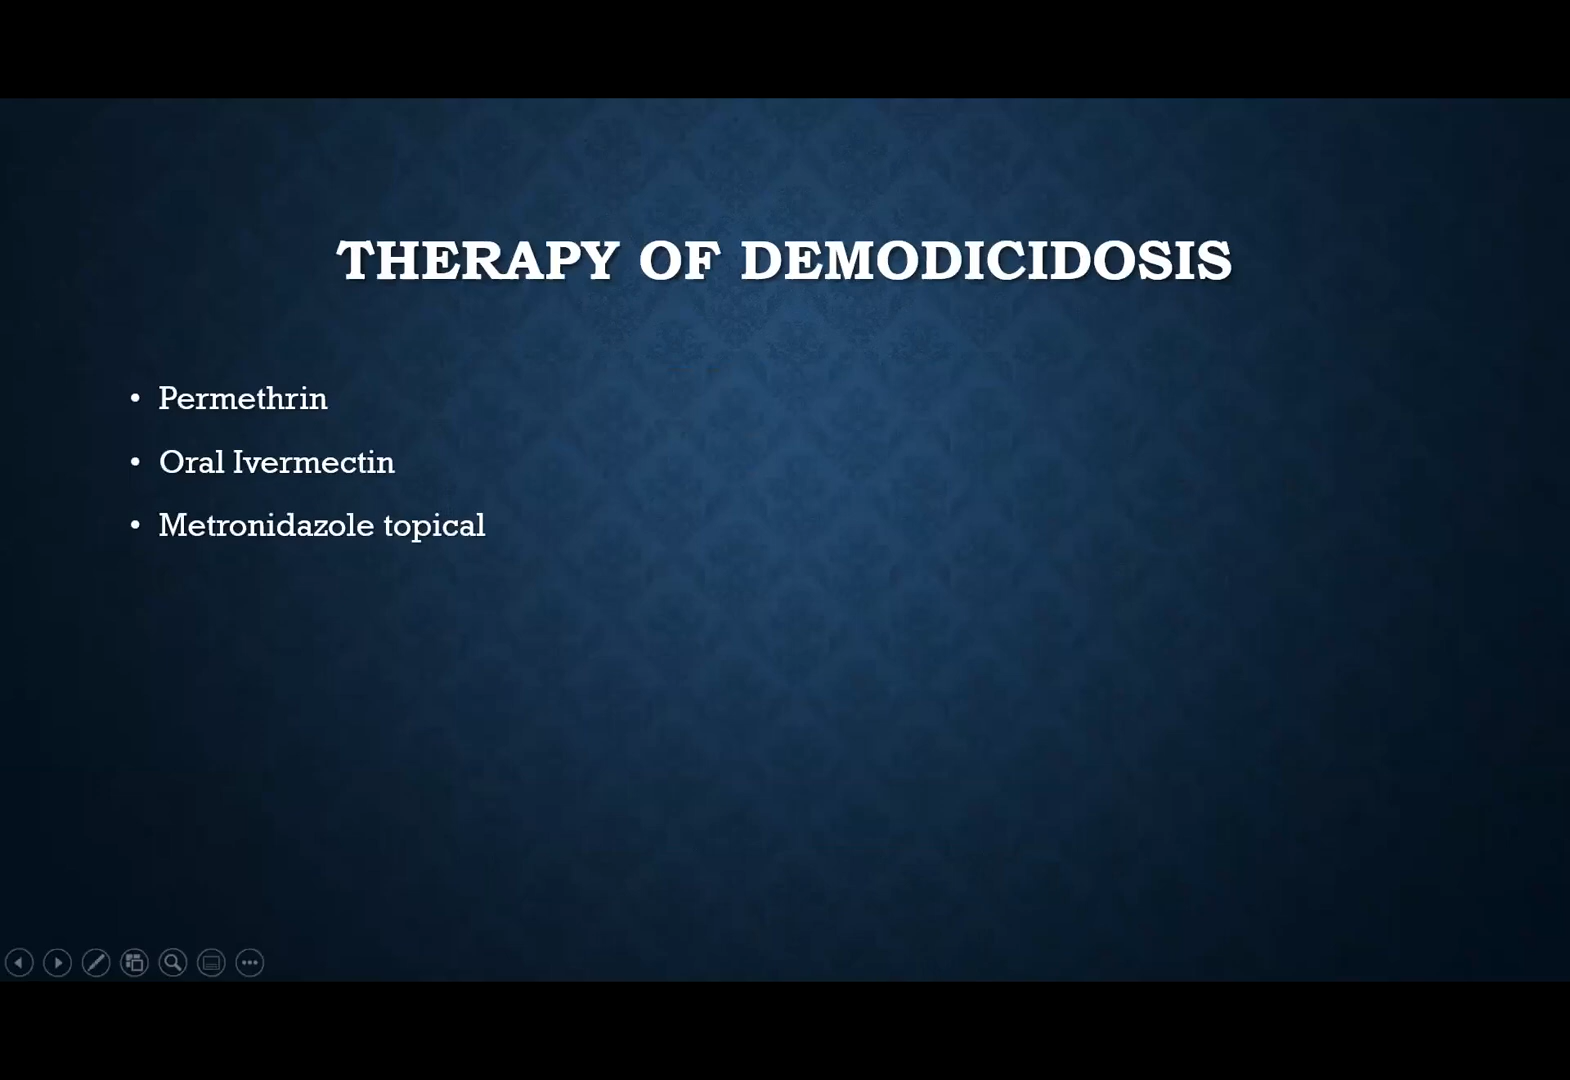 THERAPY OF DEMODICIDOSIS
• Permethrin
• Oral Ivermectin
• Metronidazole topical